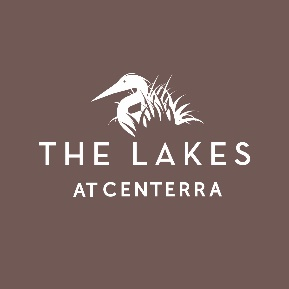 THE LAKES
AT CENTERRA